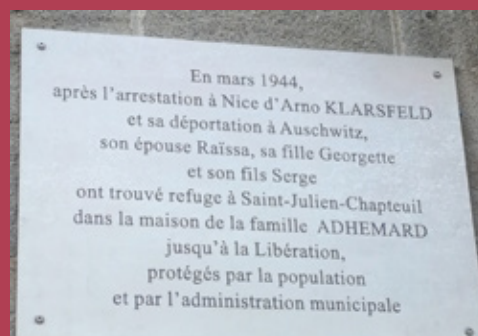 En mars 1944,
après l'arrestation à Nice d'Arno KLARSFELD
et sa déportation à Auschwitz,
son épouse Raïssa, sa fille Georgette
et son fils Serge
ont trouvé refuge à Saint-Julien-Chapteuil
dans la maison de la famille ADHEMARD
jusqu'à la Libération,
protégés par la population
et par l'administration municipale